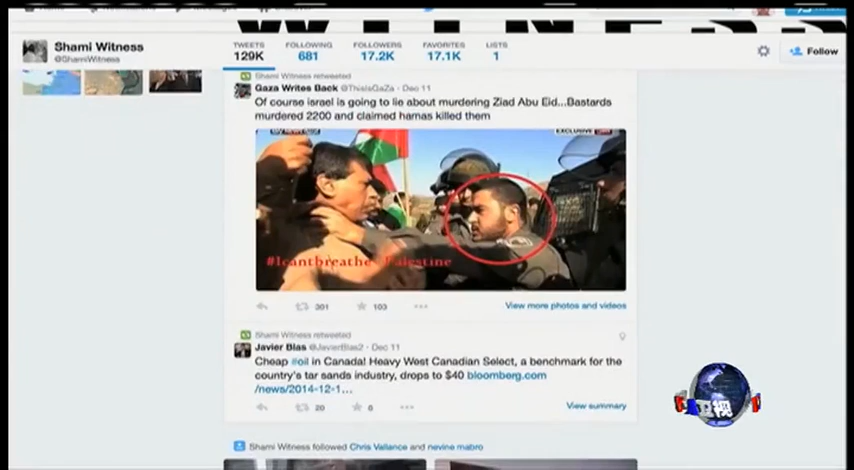 WITNESS
Shami Witness
@ShamiWitness
TWEETS
129K
FOLLOWING
681
FOLLOWERS
17.2K
FAVORITES
17.1K
LISTS
1
Follow
Shami Witness retweeted
Gaza Writes Back @ThisIsGaZa · Dec 11
Of course israel is going to lie about murdering Ziad Abu Eid...Bastards
murdered 2200 and claimed hamas killed them
EXCLUSIVE
#Icantbreathe Palestine
301
103
View more photos and videos
Shami Witness retweeted
Javier Blas @JavierBlas2 · Dec 11
Cheap #oil in Canada! Heavy West Canadian Select, a benchmark for the
country's tar sands industry, drops to $40 bloomberg.com
/news/2014-12-1...
20
6
View summary
Shami Witness followed Chris Vallance and nevine mabro
卫视